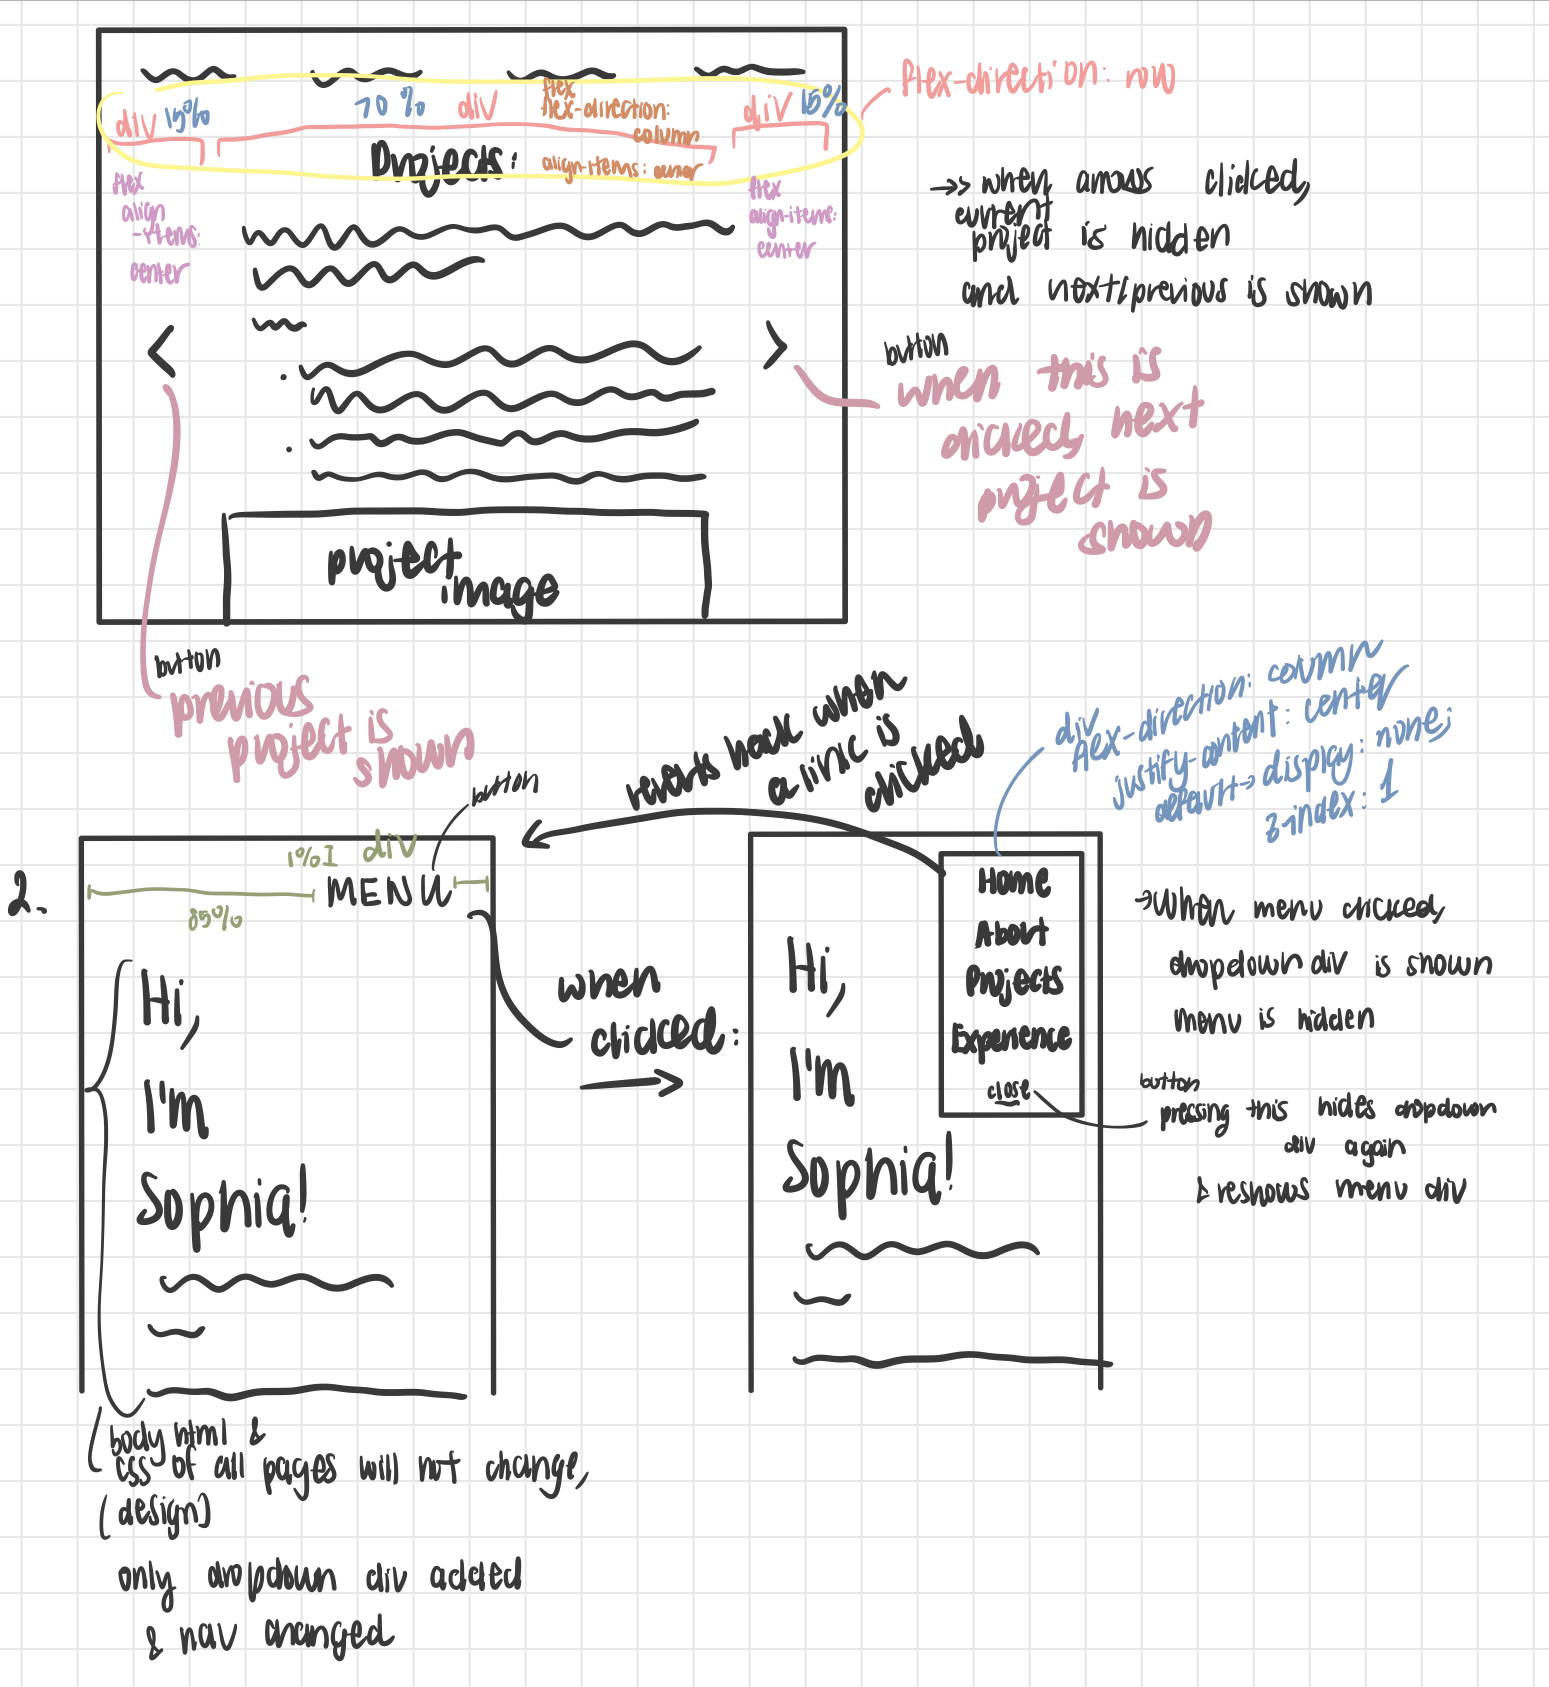 flex-direction: row
div 15%
70% div
flex
flex-direction:
column
align-items: center
div 15%
Projects:
flex
align
-items:
center
flex
align-items:
center
->> when arrows clicked,
current
project is hidden
and next/previous is shown
<
>
button
when this is
clicked, next
project is
shown
project
image
button
previous
project is
shown
button
reverts back when
a link is
clicked
div
flex-direction: column
justify-content: center
default-> display: none;
z-index: 1
2.
1% div
MENU
85%
Hi,
I'm
Sophia!
when
clicked:
Hi,
I'm
Sophia!
Home
About
Projects
Experience
close
->When menu clicked,
dropdown div is shown
menu is hidden
button
pressing this hides dropdown
div again
& reshows menu div
body html &
css of all pages will not change,
(design)
only dropdown div added
& nav changed